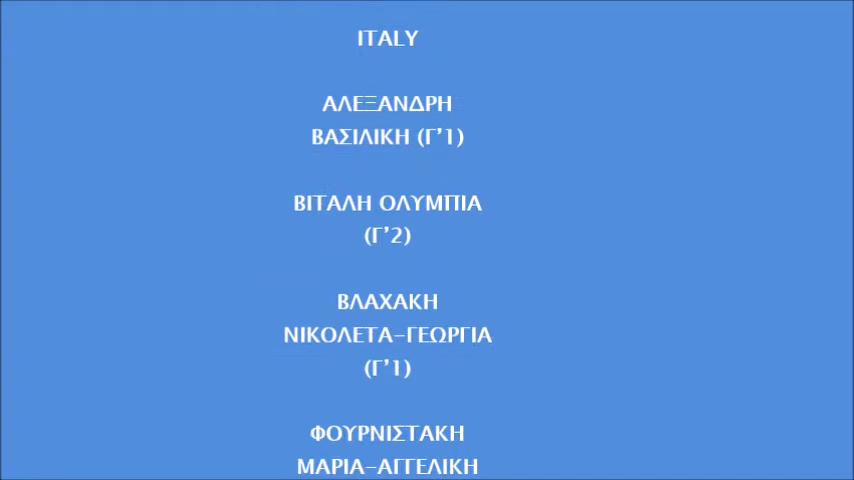 ITALY
ΑΛΕΞΑΝΔΡΗ
ΒΑΣΙΛΙΚΗ (Γ’1)
ΒΙΤΑΛΗ ΟΛΥΜΠΙΑ
(Γ’2)
ΒΛΑΧΑΚΗ
ΝΙΚΟΛΕΤΑ-ΓΕΩΡΓΙΑ
(Γ’1)
ΦΟΥΡΝΙΣΤΑΚΗ
ΜΑΡΙΑ-ΑΓΓΕΛΙΚΗ